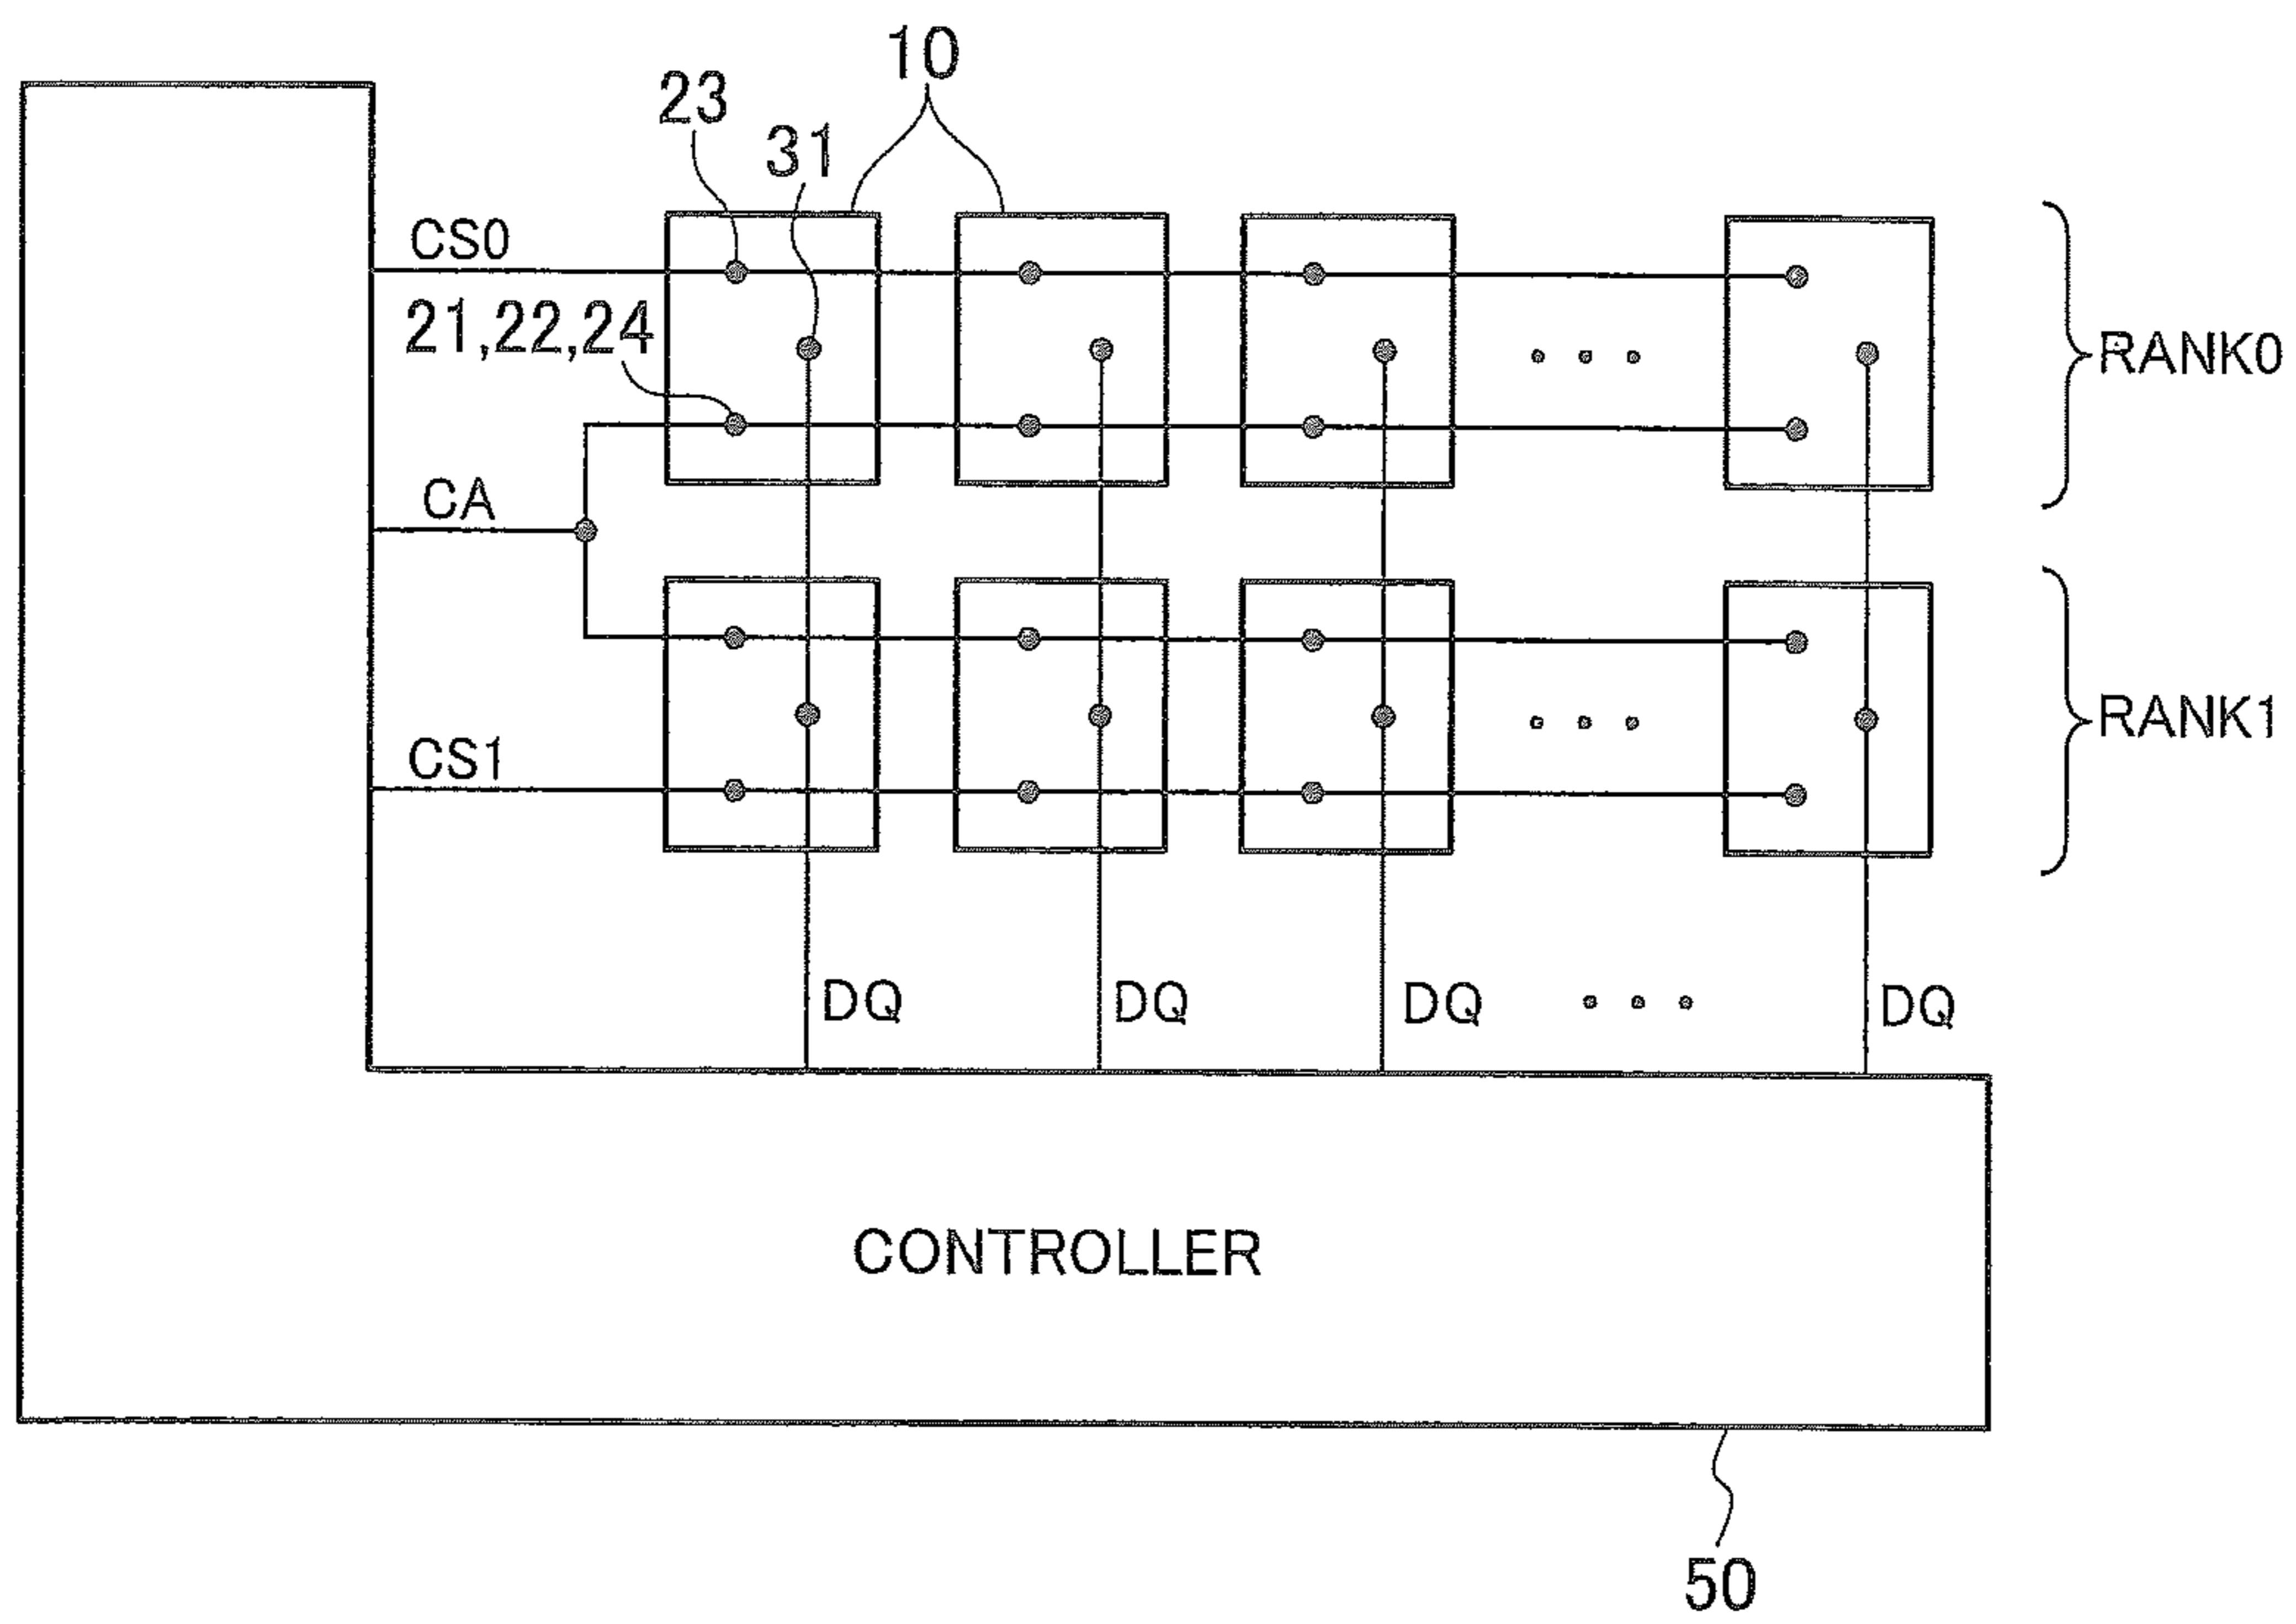 10
23
31
CS0
21,22,24
RANK0
CA
RANK1
CS1
DQ DQ DQ DQ
CONTROLLER
50